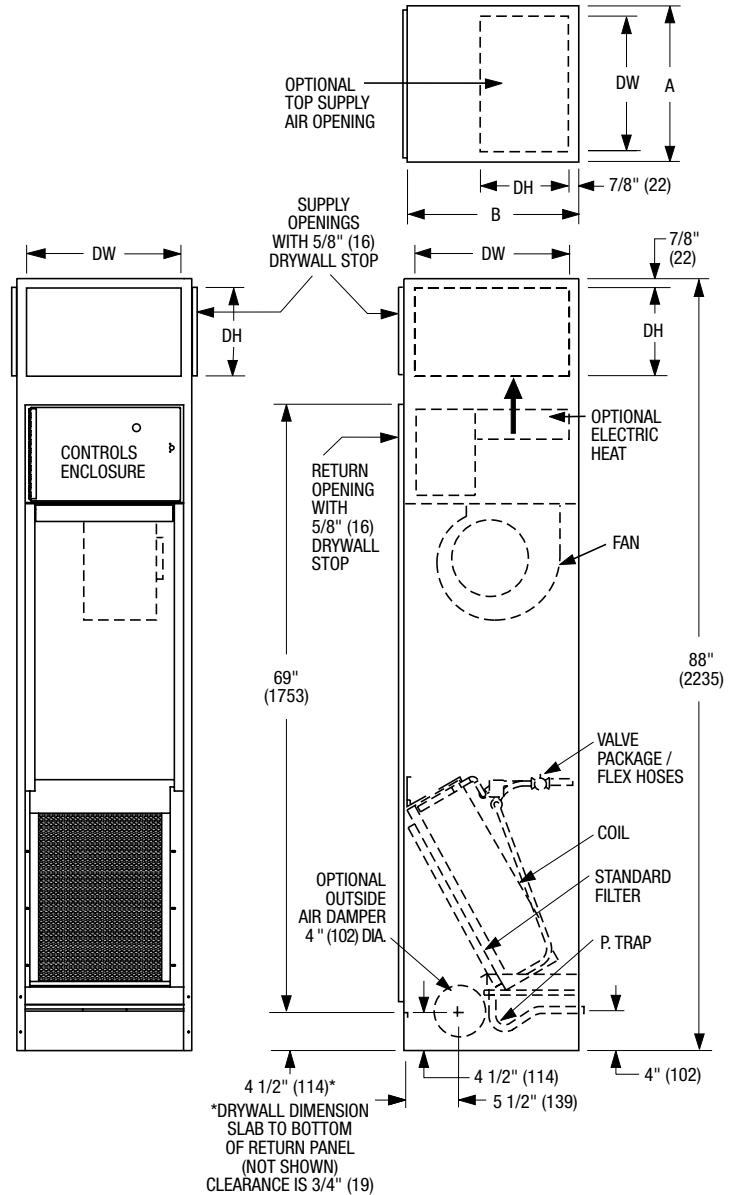 OPTIONAL
TOP SUPPLY
AIR OPENING
DW
A
DH
7/8" (22)
B
SUPPLY
OPENINGS
WITH 5/8" (16)
DRYWALL STOP
7/8"
(22)
DW
DW
DH
DH
CONTROLS
ENCLOSURE
OPTIONAL
ELECTRIC
HEAT
RETURN
OPENING
WITH
5/8" (16)
DRYWALL
STOP
FAN
69"
(1753)
88"
(2235)
VALVE
PACKAGE /
FLEX HOSES
COIL
STANDARD
FILTER
P. TRAP
OPTIONAL
OUTSIDE
AIR DAMPER
4 " (102) DIA.
4 1/2" (114)*
*DRYWALL DIMENSION
SLAB TO BOTTOM
OF RETURN PANEL
(NOT SHOWN)
CLEARANCE IS 3/4" (19)
4 1/2" (114)
5 1/2" (139)
4" (102)